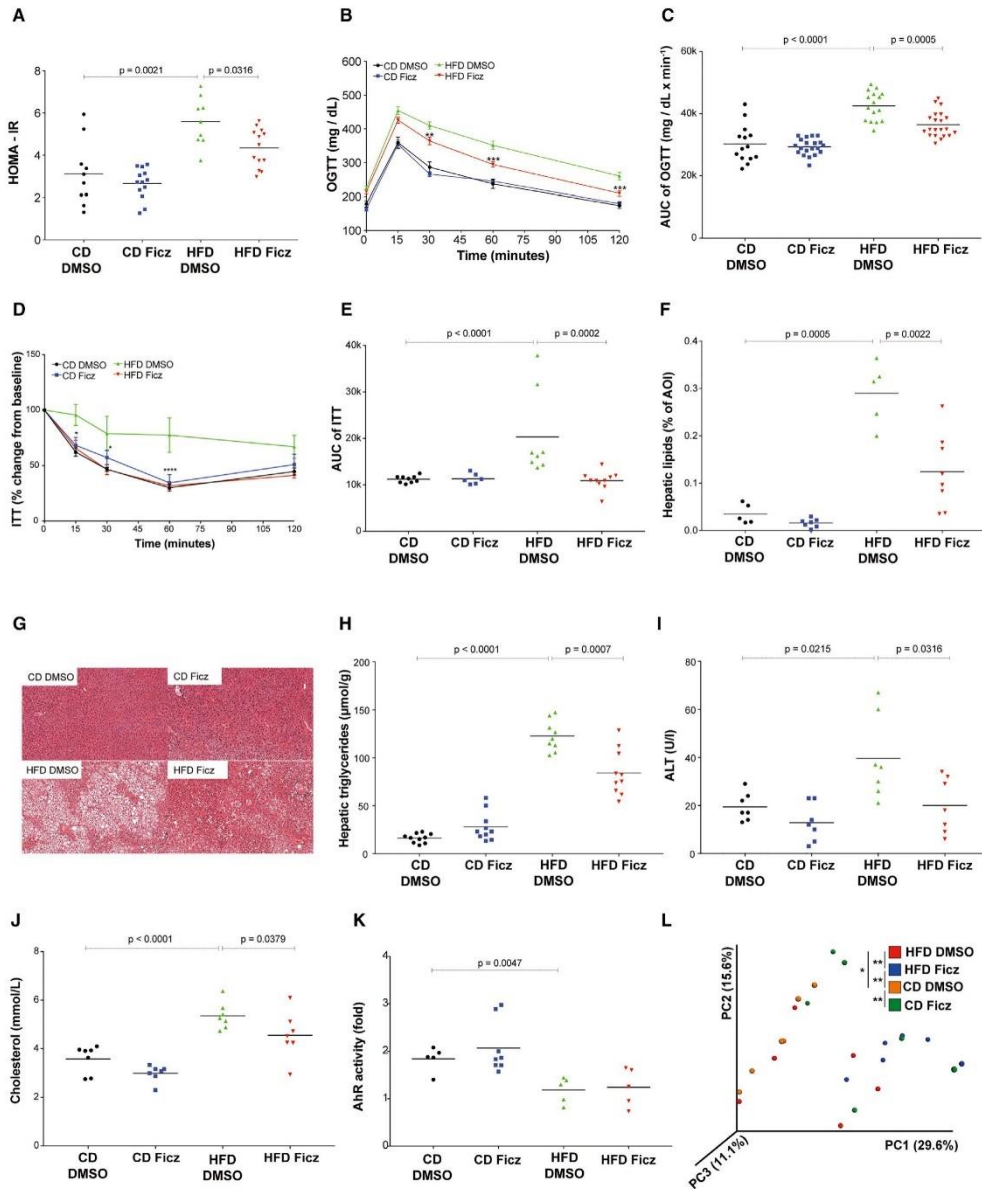 A
p = 0.0021
p = 0.0316
HOMA - IR
8
6
4
2
0
CD DMSO
CD Ficz
HFD DMSO
HFD Ficz
B
CD DMSO
HFD DMSO
CD Ficz
HFD Ficz
OGTT (mg / dL)
600
500
400
300
200
100
**
***
***
0
15
30
45
60
75
90
105
120
Time (minutes)
C
p < 0.0001
p = 0.0005
AUC of OGTT (mg / dL x min⁻¹)
60k
40k
20k
0
CD DMSO
CD Ficz
HFD DMSO
HFD Ficz
D
CD DMSO
HFD DMSO
CD Ficz
HFD Ficz
ITT (% change from baseline)
150
100
50
0
*
*
****
0
15
30
45
60
75
90
105
120
Time (minutes)
E
p < 0.0001
p = 0.0002
AUC of ITT
40k
30k
20k
10k
0
CD DMSO
CD Ficz
HFD DMSO
HFD Ficz
F
p = 0.0005
p = 0.0022
Hepatic lipids (% of AOI)
0.4
0.3
0.2
0.1
0.0
CD DMSO
CD Ficz
HFD DMSO
HFD Ficz
G
CD DMSO
CD Ficz
HFD DMSO
HFD Ficz
H
p < 0.0001
p = 0.0007
Hepatic triglycerides (µmol/g)
200
150
100
50
0
CD DMSO
CD Ficz
HFD DMSO
HFD Ficz
I
p = 0.0215
p = 0.0316
ALT (U/l)
80
60
40
20
0
CD DMSO
CD Ficz
HFD DMSO
HFD Ficz
J
p < 0.0001
p = 0.0379
Cholesterol (mmol/L)
8
6
4
2
0
CD DMSO
CD Ficz
HFD DMSO
HFD Ficz
K
p = 0.0047
AhR activity (fold)
4
3
2
1
0
CD DMSO
CD Ficz
HFD DMSO
HFD Ficz
L
PC2 (15.6%)
*
**
**
**
HFD DMSO
HFD Ficz
CD DMSO
CD Ficz
PC1 (29.6%)
PC3 (11.1%)